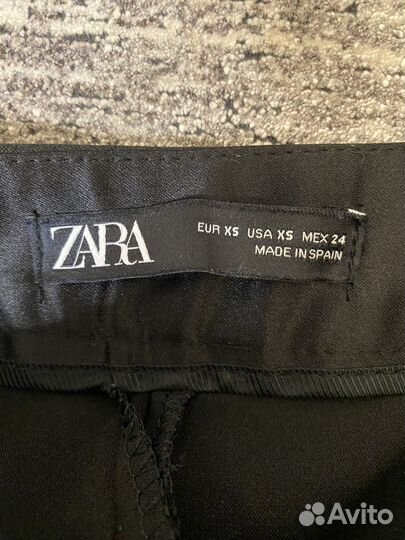 ZARA
EUR XS USA XS MEX 24
MADE IN SPAIN
Avito